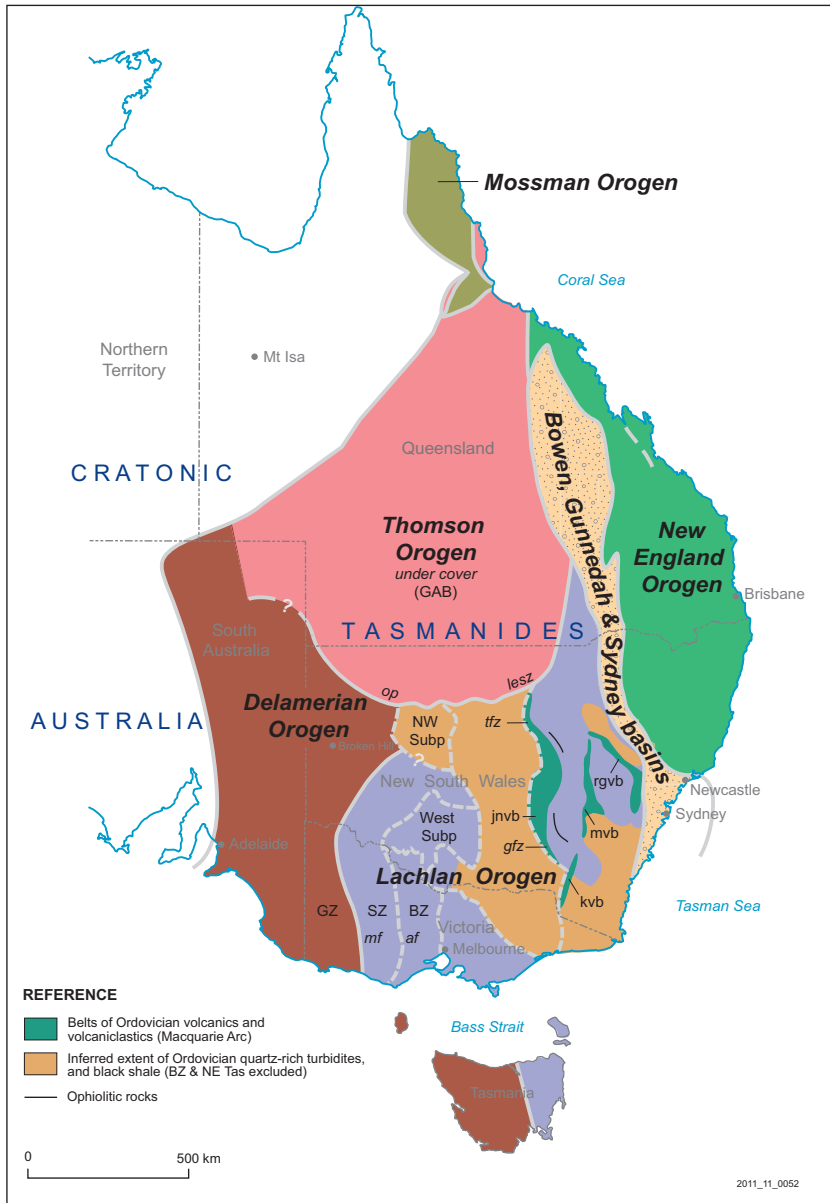 Mossman Orogen
Coral Sea
Northern
Territory
Mt Isa
Queensland
CRATONIC
Bowen, Gunnedah & Sydney basins
Thomson
Orogen
under cover
(GAB)
New
England
Orogen
Brisbane
?
South
Australia
TASMANIDES
op
lesz
AUSTRALIA
Delamerian
Orogen
NW
Subp
tfz
Broken Hill
?
New South Wales
rgvb
Newcastle
Sydney
West
Subp
jnvb
mvb
gfz
Adelaide
Lachlan Orogen
kvb
GZ
SZ
BZ
mf
af
Victoria
Melbourne
Tasman Sea
REFERENCE
Belts of Ordovician volcanics and
volcaniclastics (Macquarie Arc)
Inferred extent of Ordovician quartz-rich turbidites,
and black shale (BZ & NE Tas excluded)
Ophiolitic rocks
Bass Strait
Tasmania
0 500 km
2011_11_0052